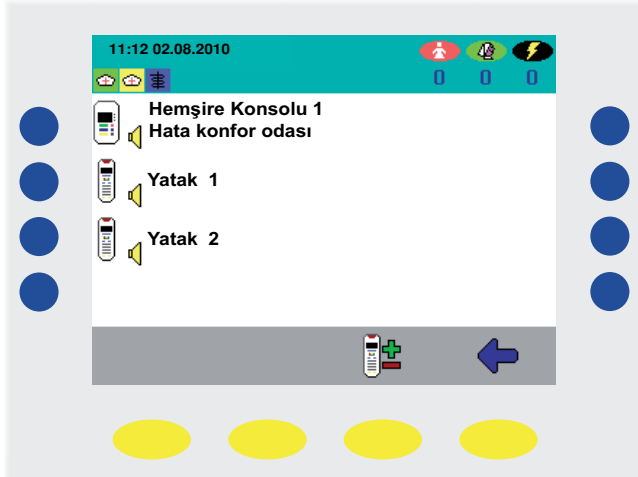 11:12 02.08.2010
0 0 0
Hemşire Konsolu 1
Hata konfor odası
Yatak 1
Yatak 2